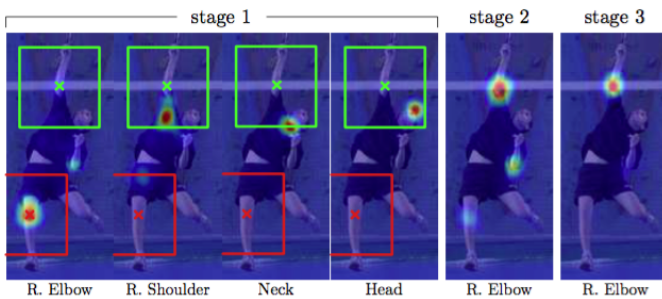 stage 1 stage 2 stage 3
R. Elbow R. Shoulder Neck Head R. Elbow R. Elbow